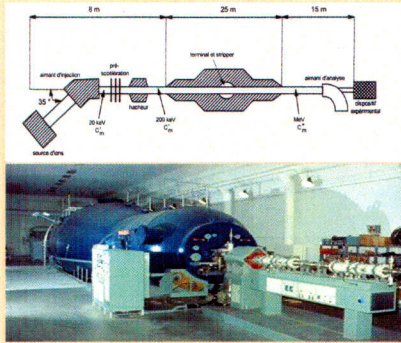 8 m
25 m
15 m
aimant d'injection
pré-
accélération
terminal et stripper
aimant d'analyse
35 °
hacheur
dispositif
expérimental
20 keV
200 keV
MeV
source d'ions